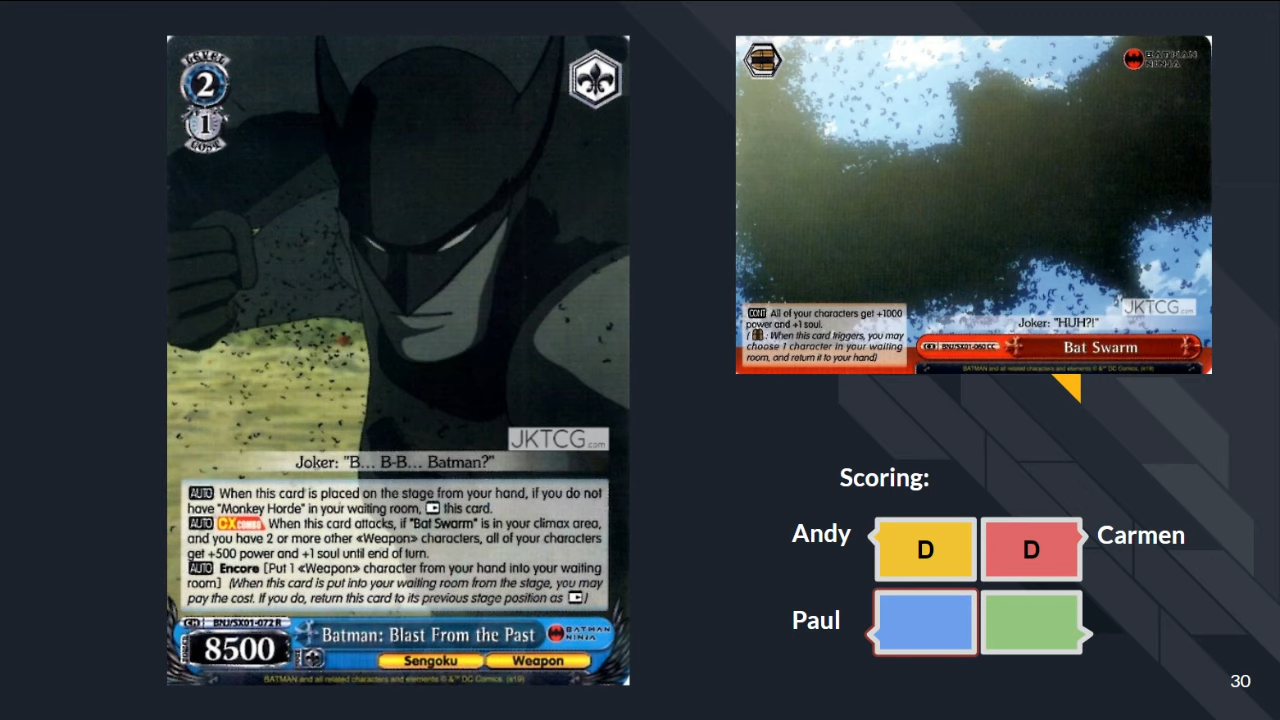 LEVEL
2
1
COST
JKTCG.com
Joker: "B... B-B... Batman?"
AUTO When this card is placed on the stage from your hand, if you do not
have "Monkey Horde" in your waiting room, this card.
AUTO CX COMBO When this card attacks, if "Bat Swarm" is in your climax area,
and you have 2 or more other «Weapon» characters, all of your characters
get +500 power and +1 soul until end of turn.
AUTO Encore [Put 1 «Weapon» character from your hand into your waiting
room] (When this card is put into your waiting room from the stage, you may
pay the cost. If you do, return this card to its previous stage position as )
CH BNJ/SX01-072 R
8500
Batman: Blast From the Past
BATMAN
NINJA
Sengoku Weapon
BATMAN and all related characters and elements © &™ DC Comics. (s19)
BATMAN
NINJA
CONT All of your characters get +1000
power and +1 soul.
( : When this card triggers, you may
choose 1 character in your waiting
room, and return it to your hand)
JKTCG.com
Joker: "HUH?!"
CX BNJ/SX01-060 CC
Bat Swarm
BATMAN and all related characters and elements © &™ DC Comics. (s19)
Scoring:
Andy
D
D
Carmen
Paul
30